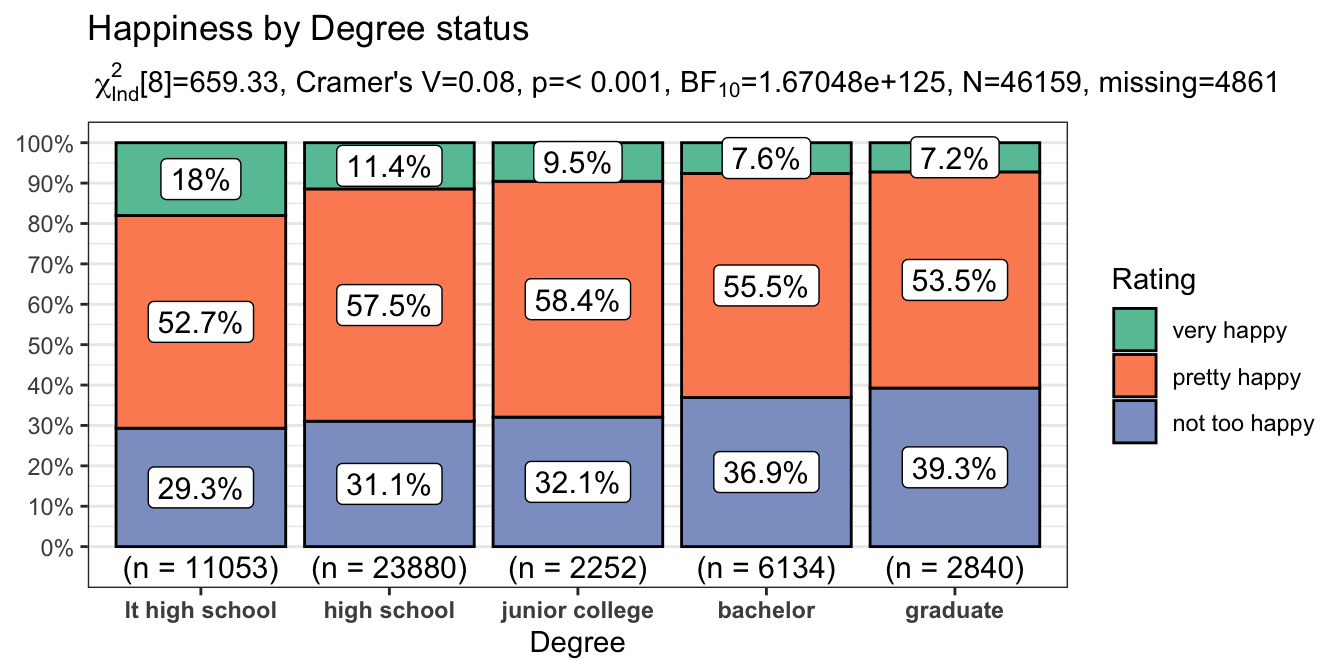 Happiness by Degree status
χ²Ind[8]=659.33, Cramer's V=0.08, p=< 0.001, BF₁₀=1.67048e+125, N=46159, missing=4861
100%
90%
80%
70%
60%
50%
40%
30%
20%
10%
0%
18% 11.4% 9.5% 7.6% 7.2%
52.7% 57.5% 58.4% 55.5% 53.5%
29.3% 31.1% 32.1% 36.9% 39.3%
(n = 11053) (n = 23880) (n = 2252) (n = 6134) (n = 2840)
lt high school high school junior college bachelor graduate
Degree
Rating
very happy
pretty happy
not too happy